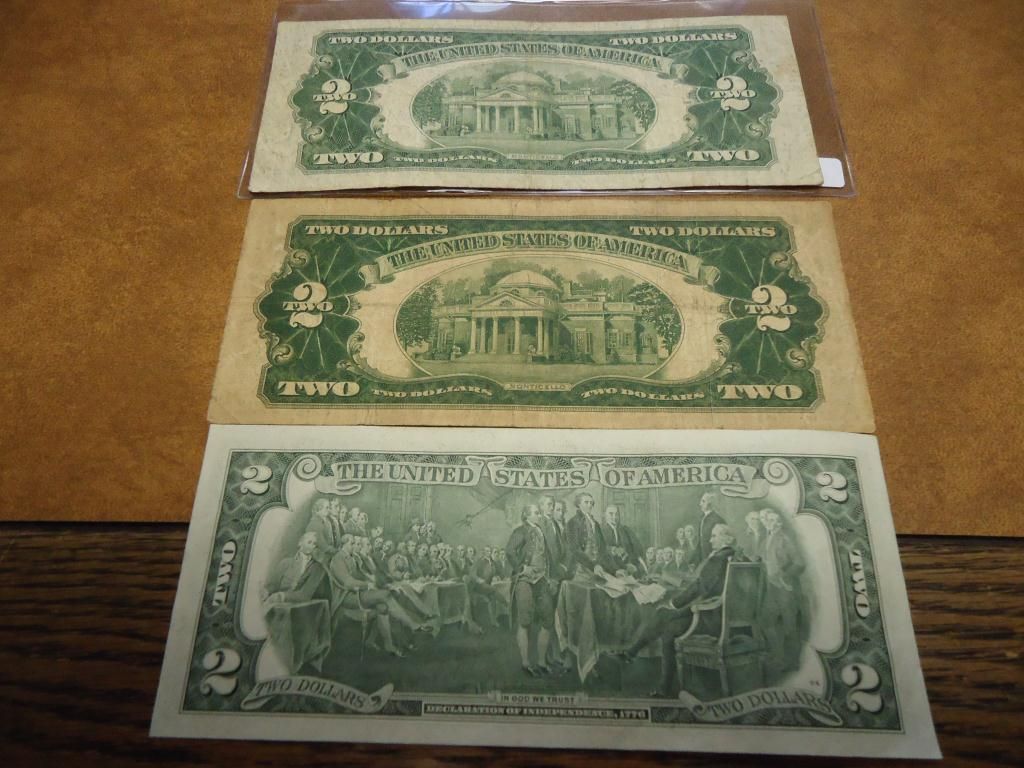 TWO DOLLARS TWO DOLLARS
THE UNITED STATES OF AMERICA
2 TWO 2 TWO
TWO TWO DOLLARS MONTICELLO TWO DOLLARS TWO
TWO DOLLARS TWO DOLLARS
THE UNITED STATES OF AMERICA
2 TWO 2 TWO
TWO TWO DOLLARS MONTICELLO TWO DOLLARS TWO
2 THE UNITED STATES OF AMERICA 2
TWO TWO
2 2
TWO DOLLARS IN GOD WE TRUST TWO DOLLARS
DECLARATION OF INDEPENDENCE, 1776